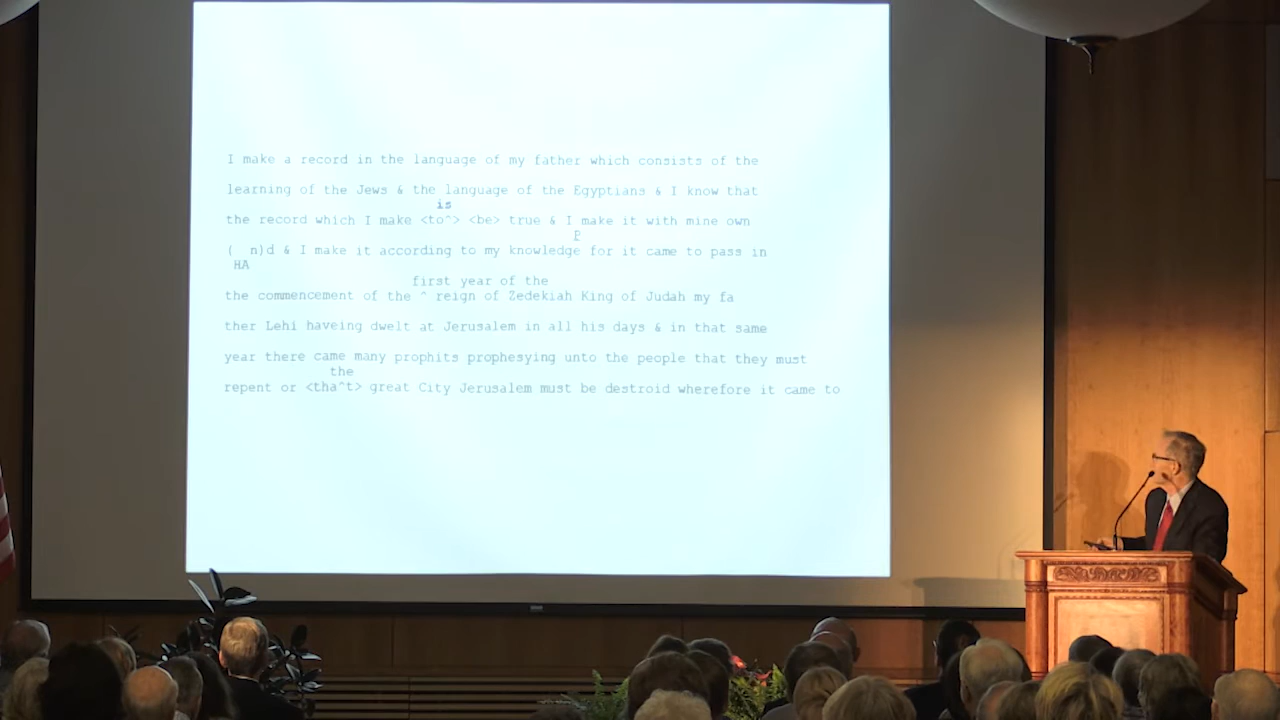 I make a record in the language of my father which consists of the
learning of the Jews & the language of the Egyptians & I know that
is
the record which I make <to^> <be> true & I make it with mine own
P
( n)d & I make it according to my knowledge for it came to pass in
HA
first year of the
the commencement of the ^ reign of Zedekiah King of Judah my fa
ther Lehi haveing dwelt at Jerusalem in all his days & in that same
year there came many prophits prophesying unto the people that they must
the
repent or <tha^t> great City Jerusalem must be destroid wherefore it came to